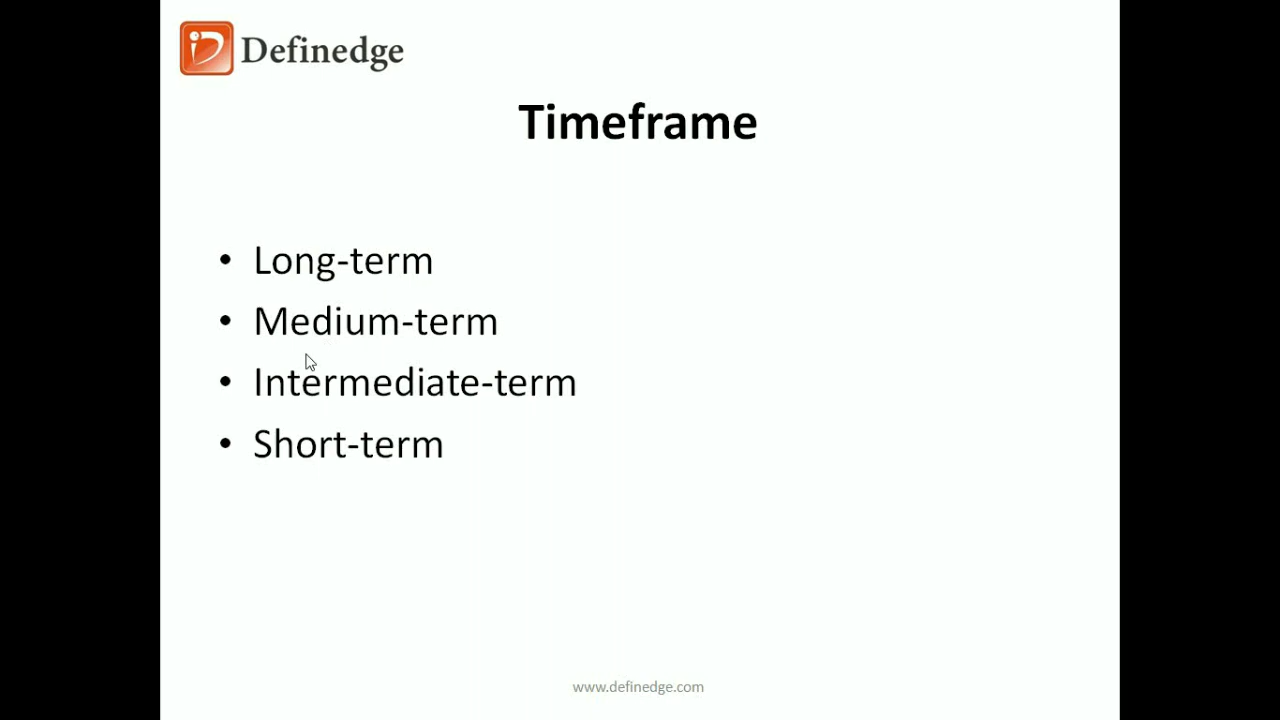 Definedge
Timeframe
• Long-term
• Medium-term
• Intermediate-term
• Short-term
www.definedge.com